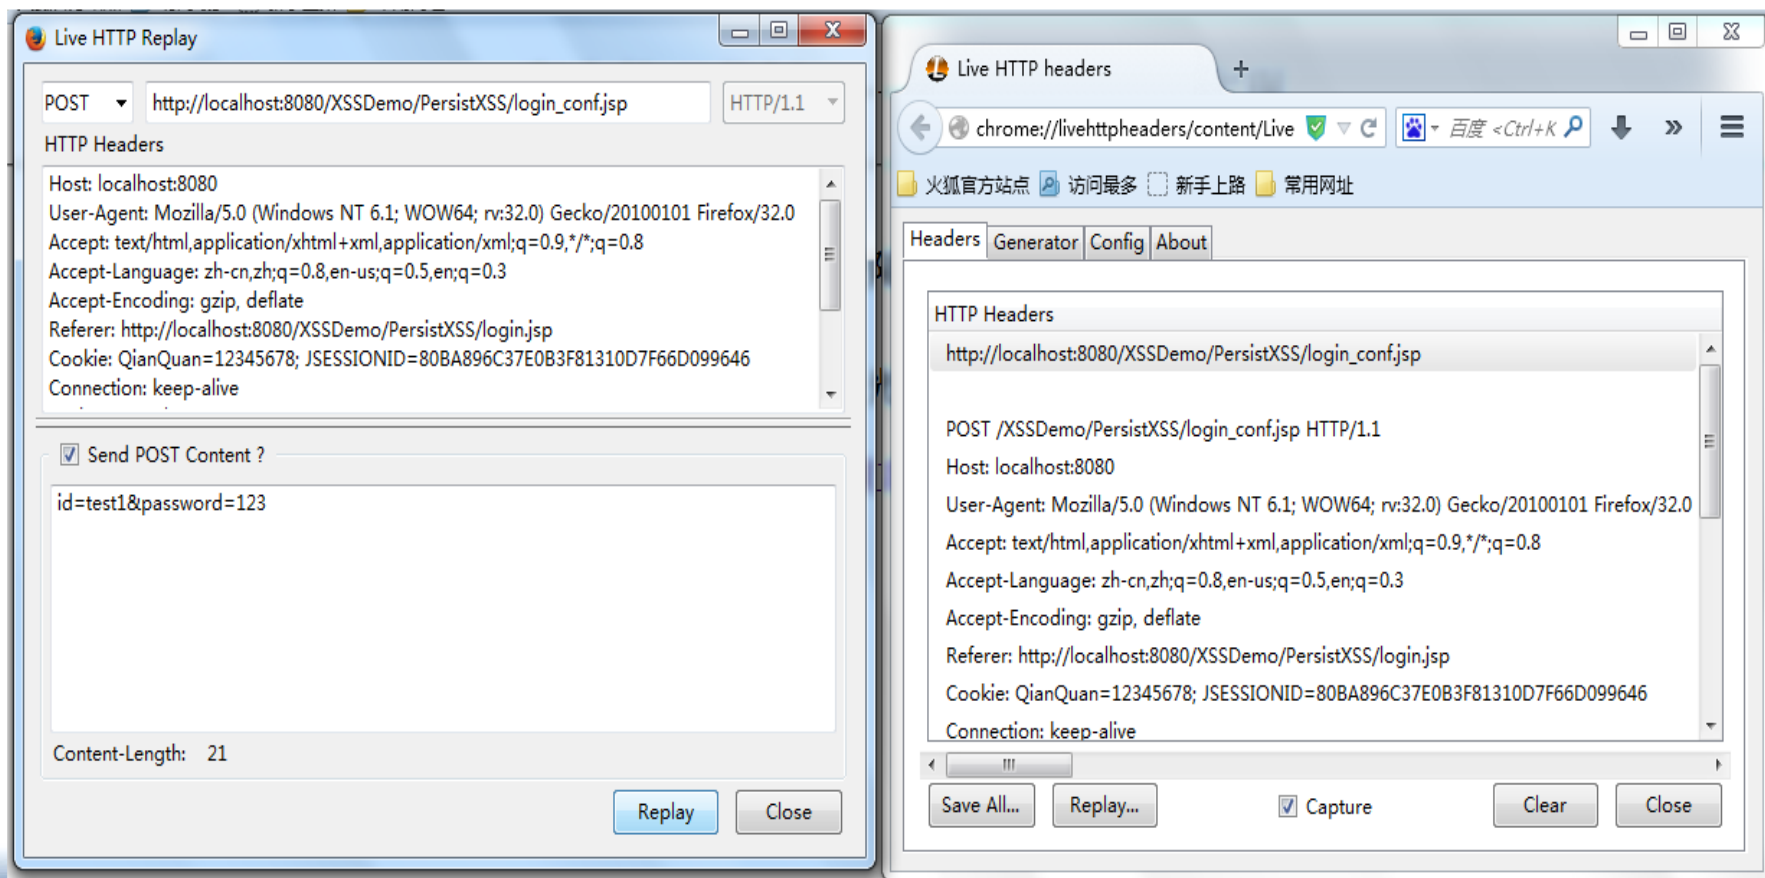 Live HTTP Replay
POST
http://localhost:8080/XSSDemo/PersistXSS/login_conf.jsp
HTTP/1.1
HTTP Headers
Host: localhost:8080
User-Agent: Mozilla/5.0 (Windows NT 6.1; WOW64; rv:32.0) Gecko/20100101 Firefox/32.0
Accept: text/html,application/xhtml+xml,application/xml;q=0.9,*/*;q=0.8
Accept-Language: zh-cn,zh;q=0.8,en-us;q=0.5,en;q=0.3
Accept-Encoding: gzip, deflate
Referer: http://localhost:8080/XSSDemo/PersistXSS/login.jsp
Cookie: QianQuan=12345678; JSESSIONID=80BA896C37E0B3F81310D7F66D099646
Connection: keep-alive
Send POST Content ?
id=test1&password=123
Content-Length: 21
Replay
Close
Live HTTP headers
chrome://livehttpheaders/content/Live
百度 <Ctrl+K
火狐官方站点
访问最多
新手上路
常用网址
Headers
Generator
Config
About
HTTP Headers
http://localhost:8080/XSSDemo/PersistXSS/login_conf.jsp
POST /XSSDemo/PersistXSS/login_conf.jsp HTTP/1.1
Host: localhost:8080
User-Agent: Mozilla/5.0 (Windows NT 6.1; WOW64; rv:32.0) Gecko/20100101 Firefox/32.0
Accept: text/html,application/xhtml+xml,application/xml;q=0.9,*/*;q=0.8
Accept-Language: zh-cn,zh;q=0.8,en-us;q=0.5,en;q=0.3
Accept-Encoding: gzip, deflate
Referer: http://localhost:8080/XSSDemo/PersistXSS/login.jsp
Cookie: QianQuan=12345678; JSESSIONID=80BA896C37E0B3F81310D7F66D099646
Connection: keep-alive
Save All...
Replay...
Capture
Clear
Close